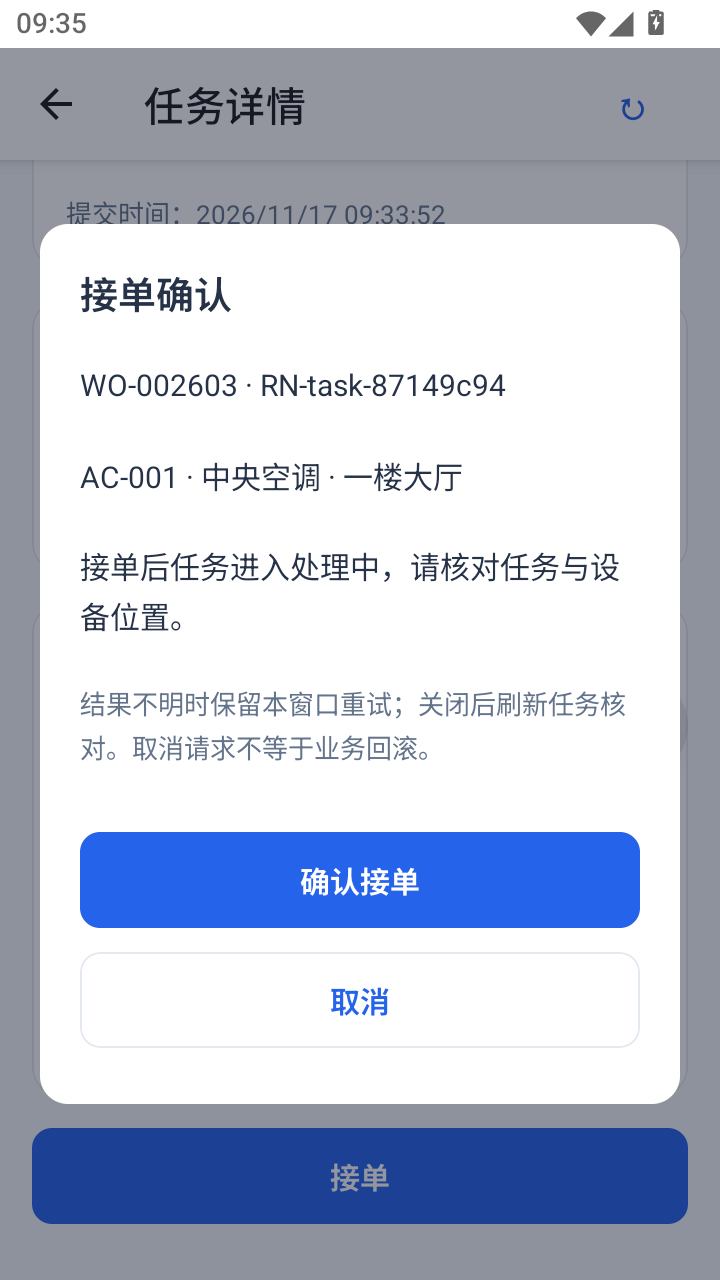 09:35
任务详情
提交时间：2026/11/17 09:33:52
接单确认
WO-002603 · RN-task-87149c94
AC-001 · 中央空调 · 一楼大厅
接单后任务进入处理中，请核对任务与设
备位置。
结果不明时保留本窗口重试；关闭后刷新任务核
对。取消请求不等于业务回滚。
确认接单
取消
接单